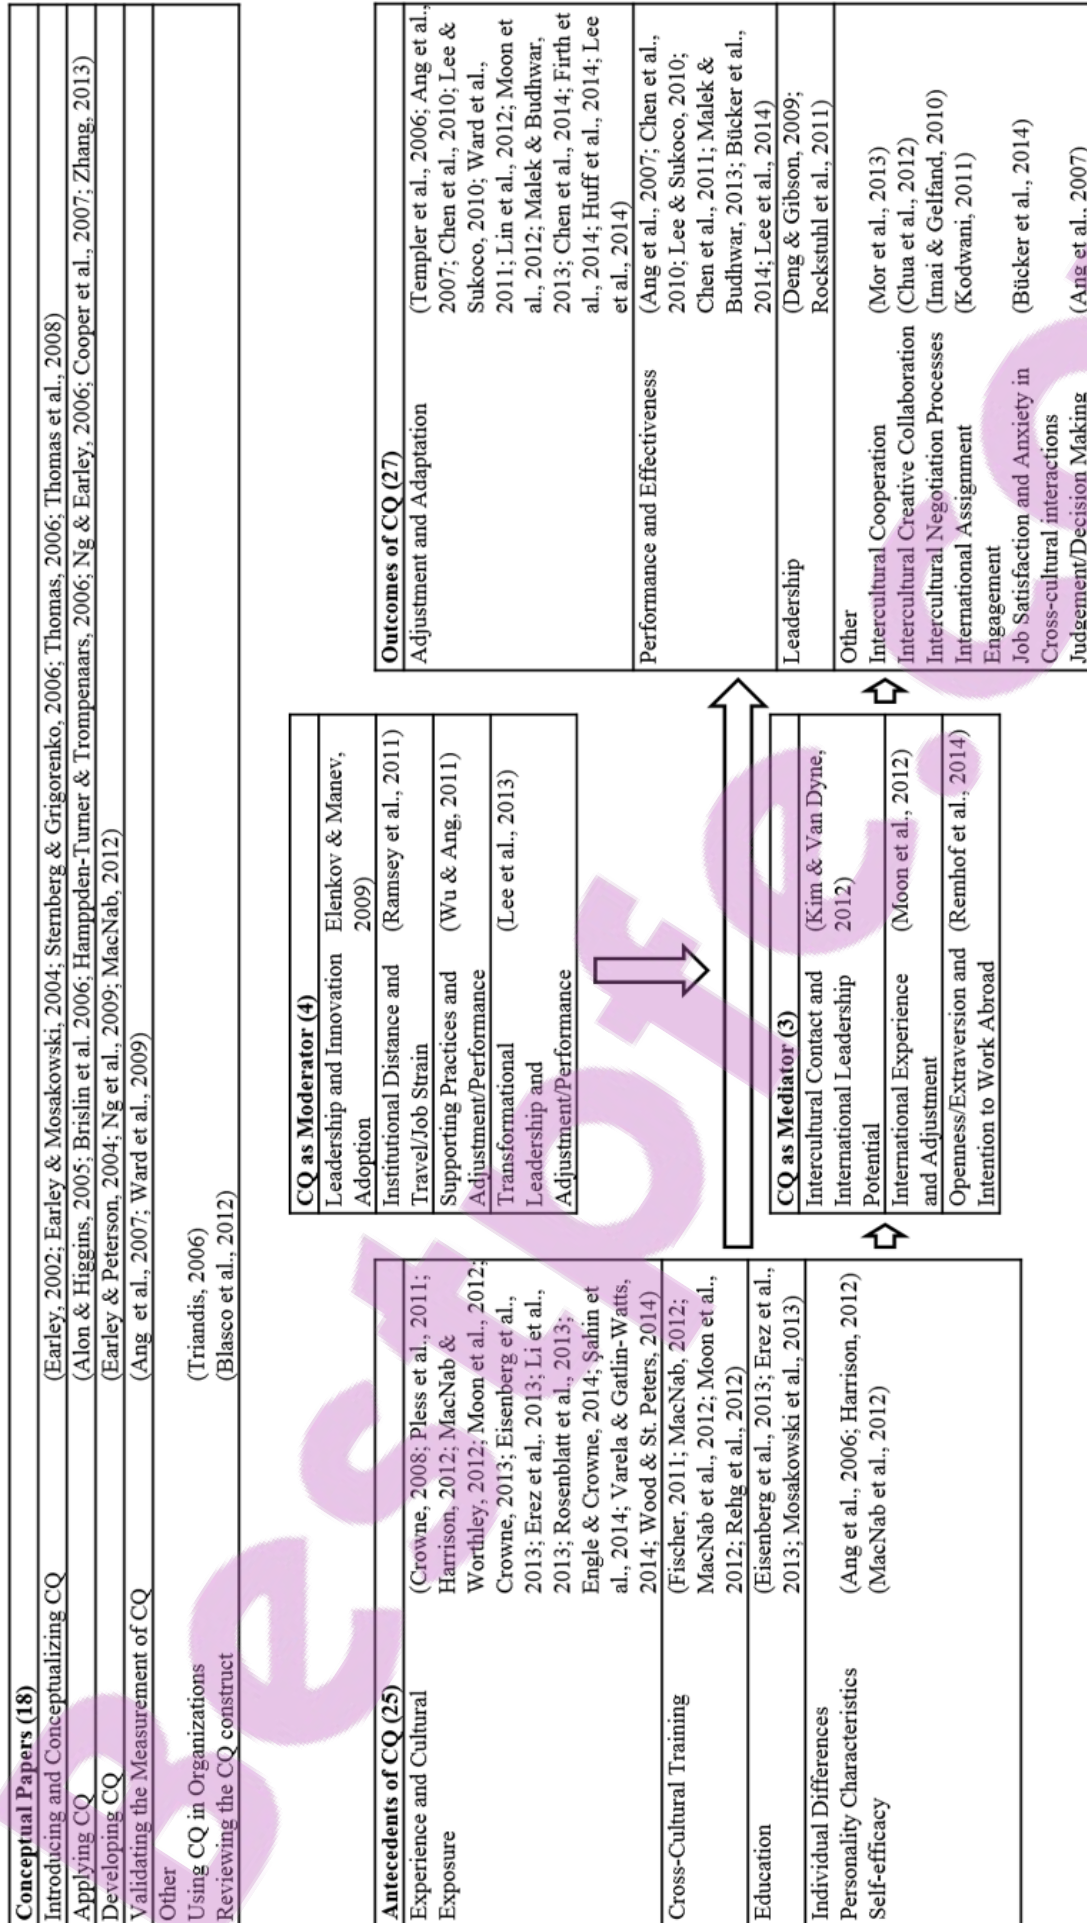 Conceptual Papers (18)
Introducing and Conceptualizing CQ (Earley, 2002; Earley & Mosakowski, 2004; Sternberg & Grigorenko, 2006; Thomas, 2006; Thomas et al., 2008)
Applying CQ (Alon & Higgins, 2005; Brislin et al. 2006; Hamppden-Turner & Trompenaars, 2006; Ng & Earley, 2006; Cooper et al., 2007; Zhang, 2013)
Developing CQ (Earley & Peterson, 2004; Ng et al., 2009; MacNab, 2012)
Validating the Measurement of CQ (Ang et al., 2007; Ward et al., 2009)
Other
Using CQ in Organizations (Triandis, 2006)
Reviewing the CQ construct (Blasco et al., 2012)
Antecedents of CQ (25)
Experience and Cultural (Crowne, 2008; Pless et al., 2011;
Exposure Harrison, 2012; MacNab &
Worthley, 2012; Moon et al., 2012;
Crowne, 2013; Eisenberg et al.,
2013; Erez et al,. 2013; Li et al.,
2013; Rosenblatt et al., 2013;
Engle & Crowne, 2014; Şahin et
al., 2014; Varela & Gatlin-Watts,
2014; Wood & St. Peters, 2014)
Cross-Cultural Training (Fischer, 2011; MacNab, 2012;
MacNab et al., 2012; Moon et al.,
2012; Rehg et al., 2012)
Education (Eisenberg et al., 2013; Erez et al.,
2013; Mosakowski et al., 2013)
Individual Differences
Personality Characteristics (Ang et al., 2006; Harrison, 2012)
Self-efficacy (MacNab et al., 2012)
CQ as Moderator (4)
Leadership and Innovation Elenkov & Manev,
Adoption 2009)
Institutional Distance and (Ramsey et al., 2011)
Travel/Job Strain
Supporting Practices and (Wu & Ang, 2011)
Adjustment/Performance
Transformational (Lee et al., 2013)
Leadership and
Adjustment/Performance
CQ as Mediator (3)
Intercultural Contact and (Kim & Van Dyne,
International Leadership 2012)
Potential
International Experience (Moon et al., 2012)
and Adjustment
Openness/Extraversion and (Remhof et al., 2014)
Intention to Work Abroad
Outcomes of CQ (27)
Adjustment and Adaptation (Templer et al., 2006; Ang et al.,
2007; Chen et al., 2010; Lee &
Sukoco, 2010; Ward et al.,
2011; Lin et al., 2012; Moon et
al., 2012; Malek & Budhwar,
2013; Chen et al., 2014; Firth et
al., 2014; Huff et al., 2014; Lee
et al., 2014)
Performance and Effectiveness (Ang et al., 2007; Chen et al.,
2010; Lee & Sukoco, 2010;
Chen et al., 2011; Malek &
Budhwar, 2013; Bücker et al.,
2014; Lee et al., 2014)
Leadership (Deng & Gibson, 2009;
Rockstuhl et al., 2011)
Other
Intercultural Cooperation (Mor et al., 2013)
Intercultural Creative Collaboration (Chua et al., 2012)
Intercultural Negotiation Processes (Imai & Gelfand, 2010)
International Assignment (Kodwani, 2011)
Engagement
Job Satisfaction and Anxiety in (Bücker et al., 2014)
Cross-cultural interactions
Judgement/Decision Making (Ang et al., 2007)